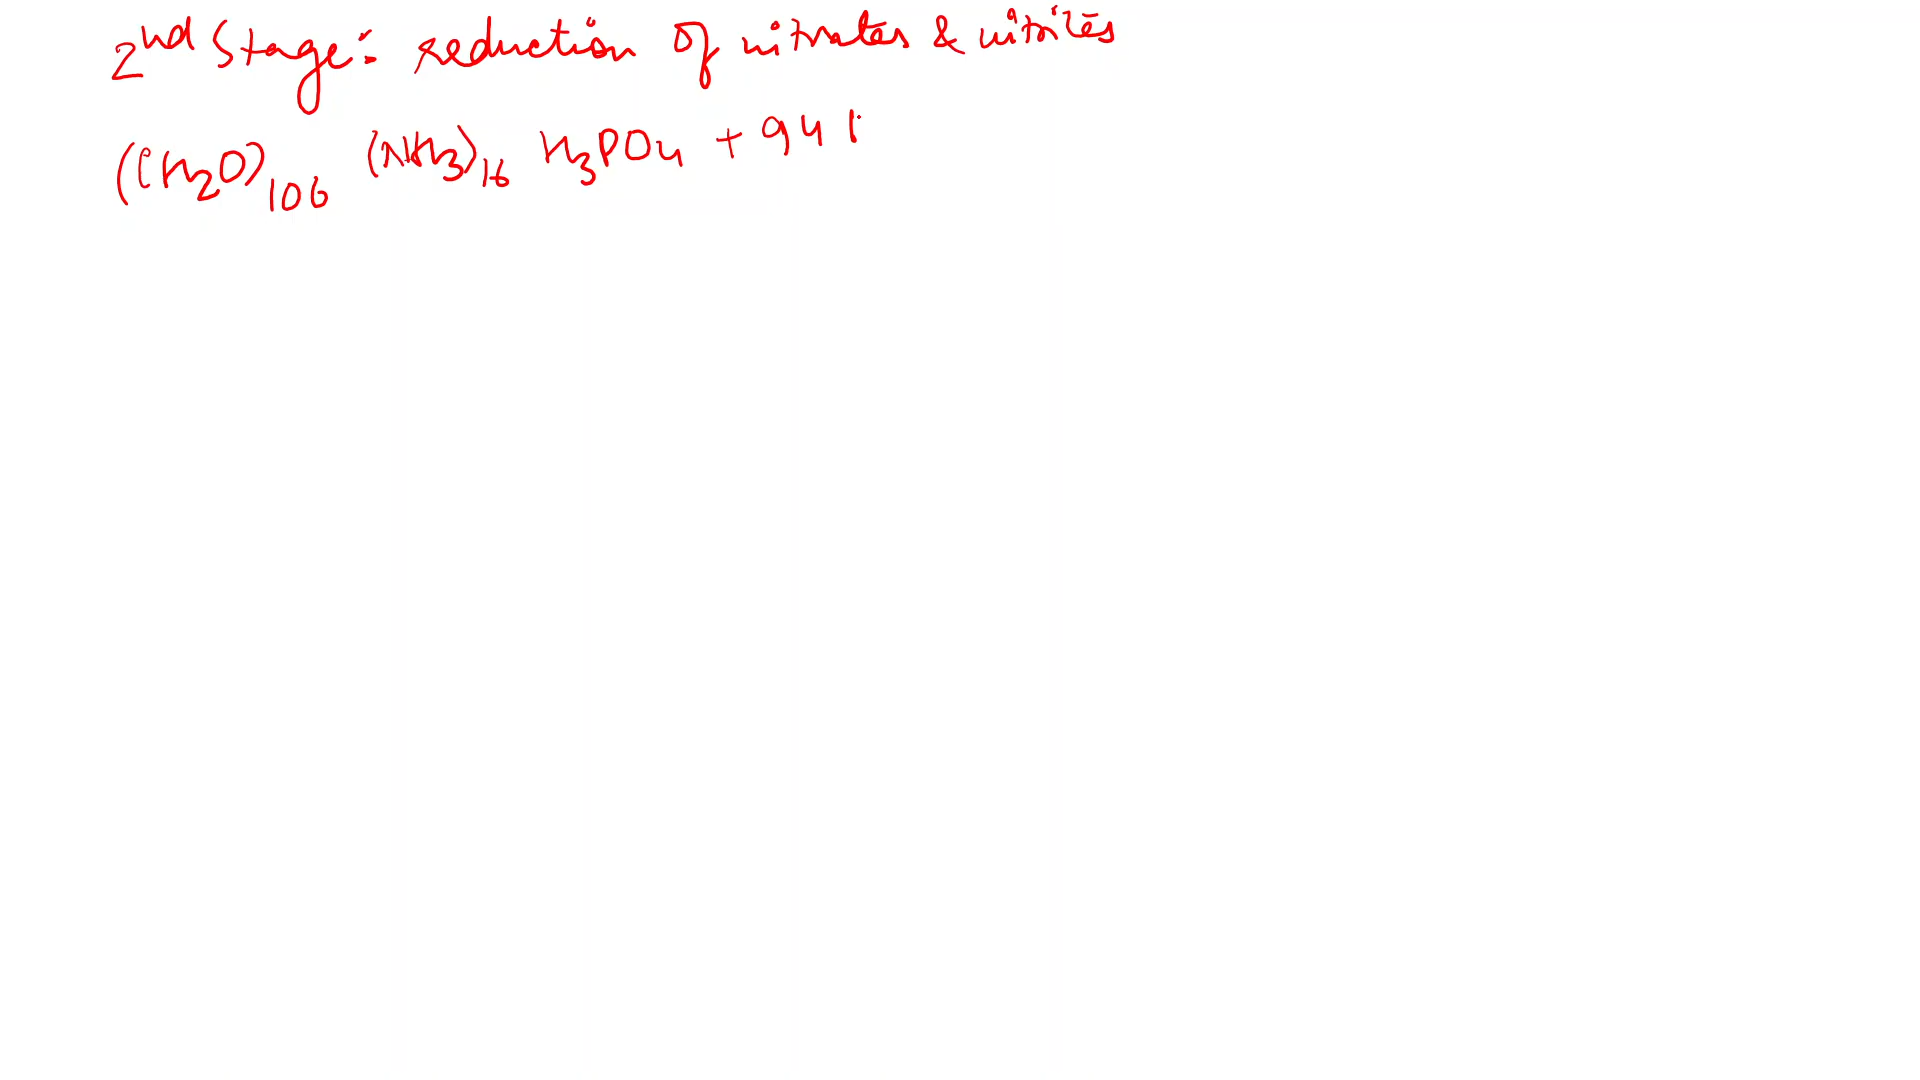 2nd Stage: reduction of nitrates & nitrites
((CH2O)106 (NH3)16 H3PO4 + 94